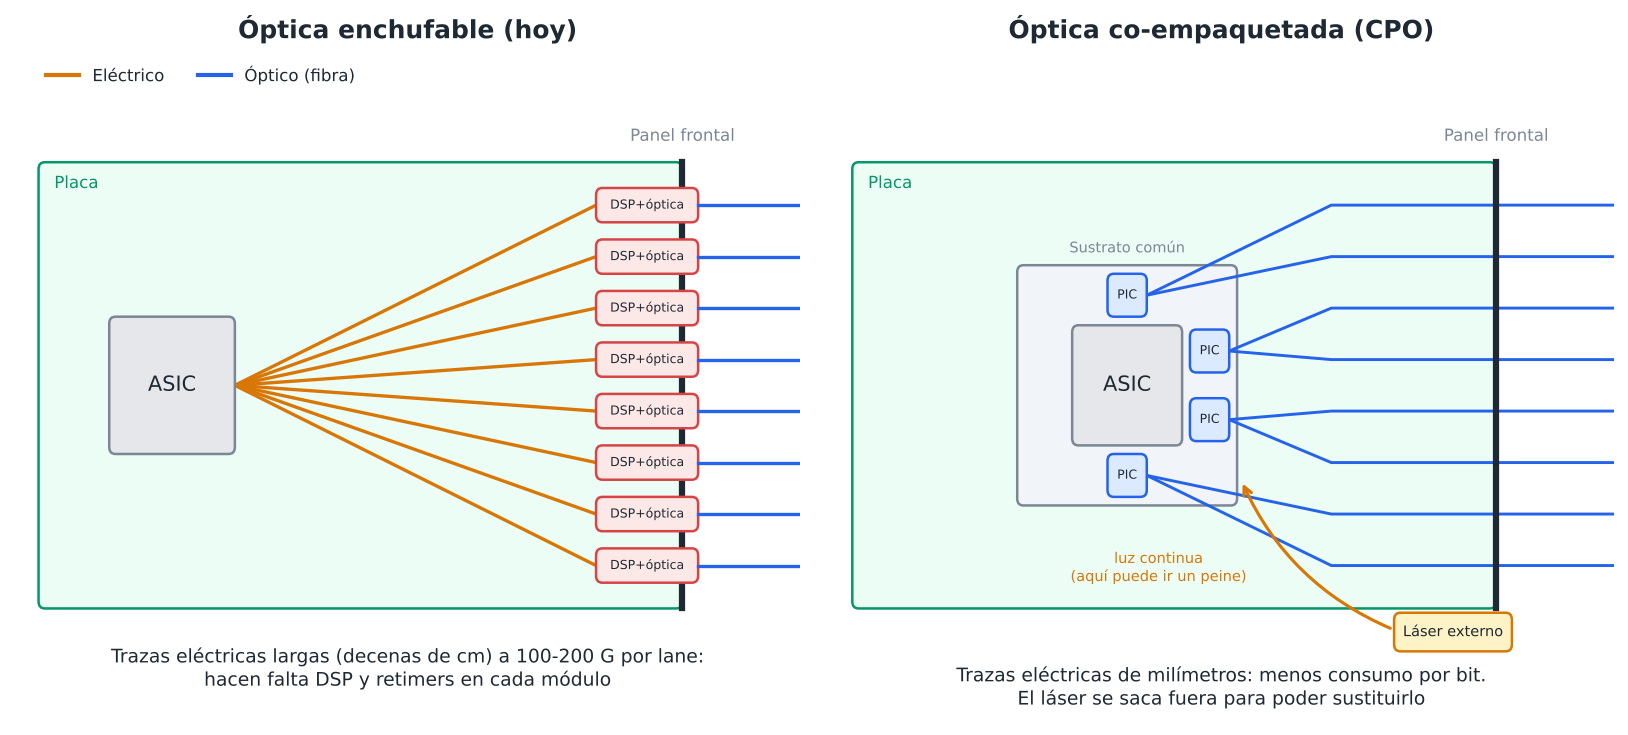 Óptica enchufable (hoy)
Eléctrico
Óptico (fibra)
Panel frontal
Placa
DSP+óptica
DSP+óptica
DSP+óptica
DSP+óptica
DSP+óptica
DSP+óptica
DSP+óptica
DSP+óptica
ASIC
Trazas eléctricas largas (decenas de cm) a 100-200 G por lane:
hacen falta DSP y retimers en cada módulo
Óptica co-empaquetada (CPO)
Panel frontal
Placa
Sustrato común
PIC
PIC
ASIC
PIC
PIC
luz continua
(aquí puede ir un peine)
Láser externo
Trazas eléctricas de milímetros: menos consumo por bit.
El láser se saca fuera para poder sustituirlo